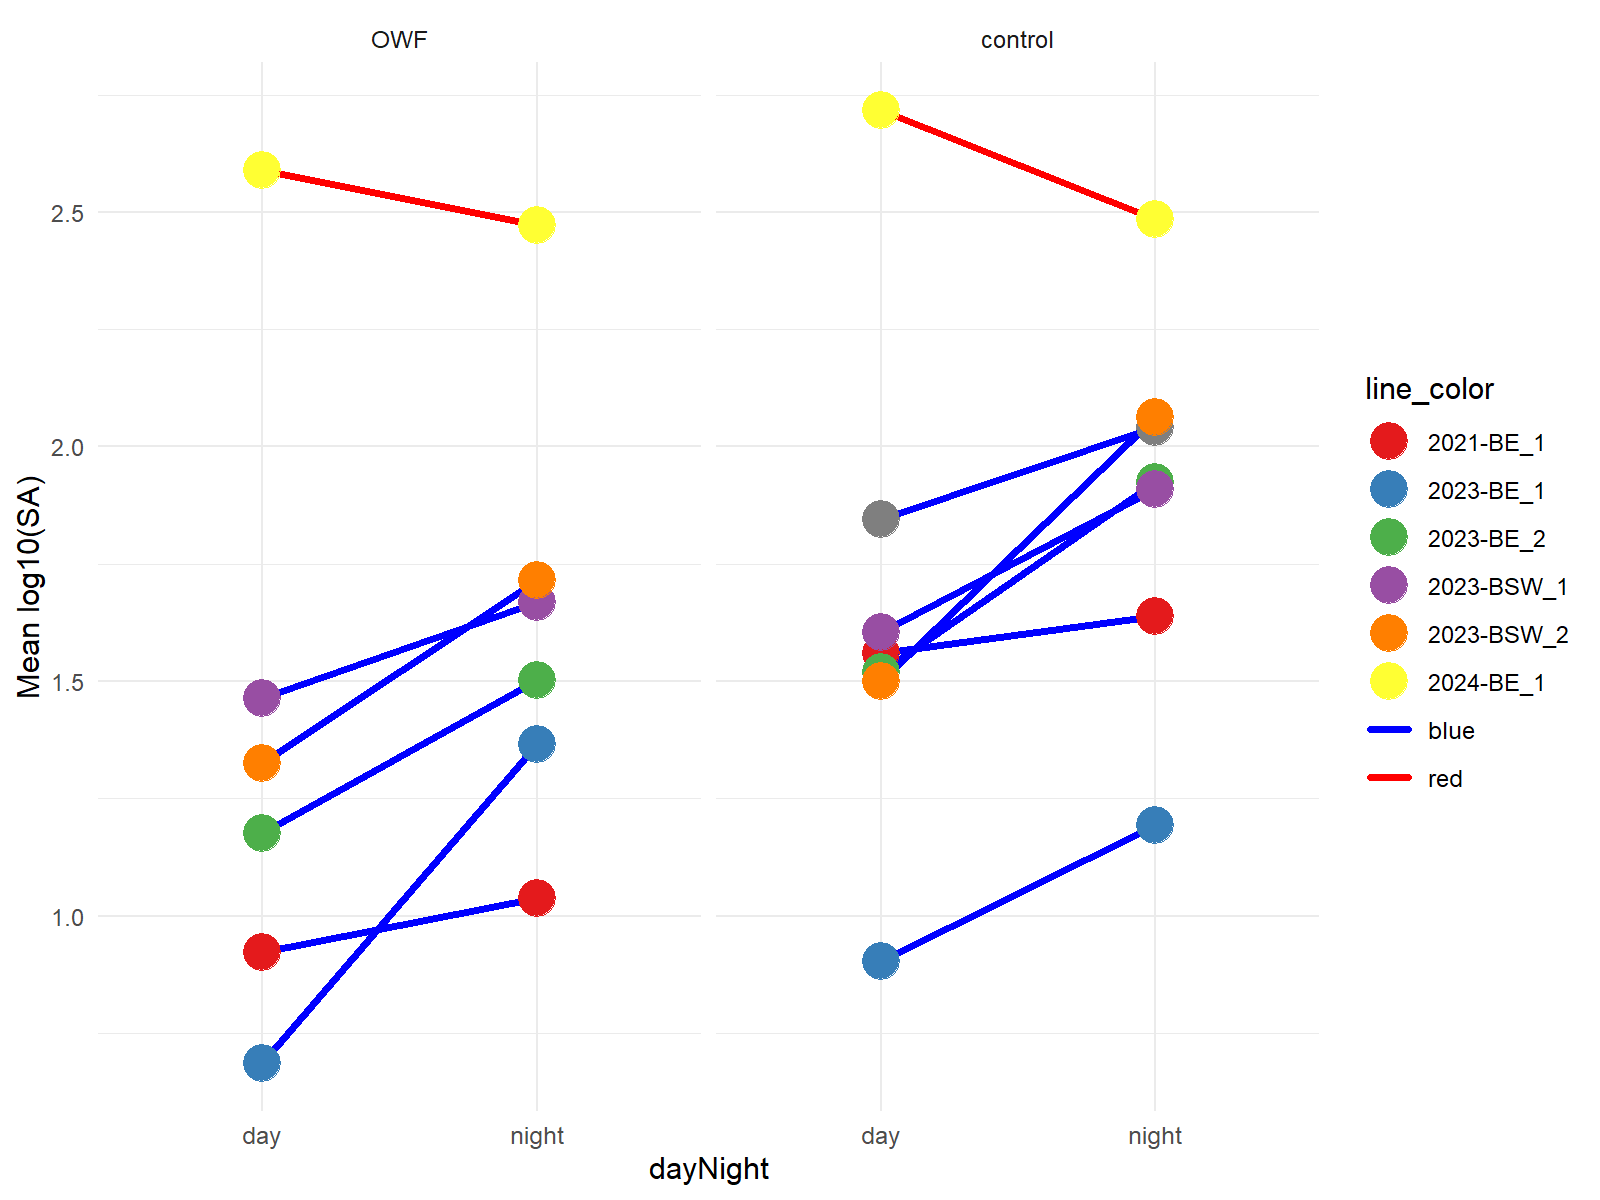 OWF
control
Mean log10(SA)
2.5
2.0
1.5
1.0
day
night
day
night
dayNight
line_color
2021-BE_1
2023-BE_1
2023-BE_2
2023-BSW_1
2023-BSW_2
2024-BE_1
blue
red